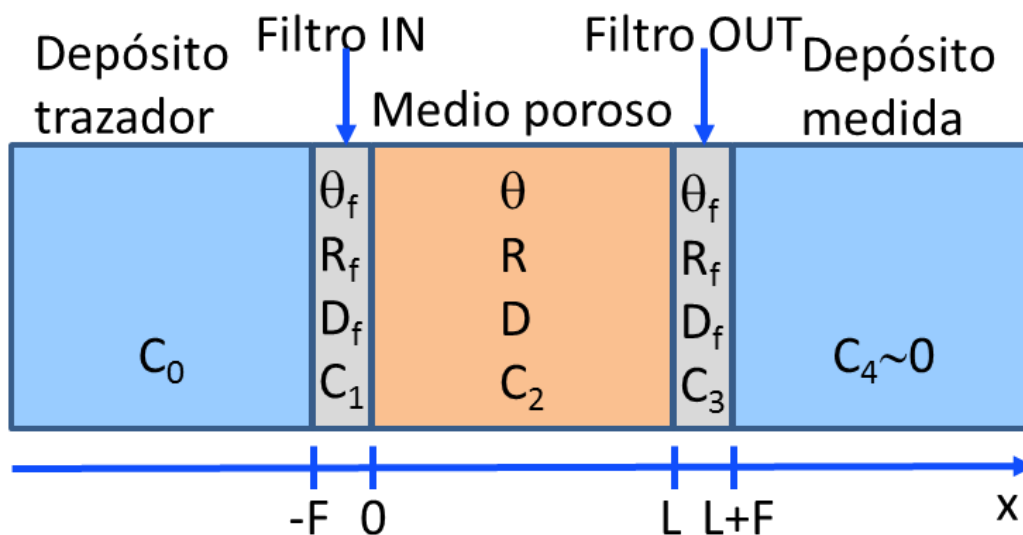 Depósito
trazador
Filtro IN
Medio poroso
Filtro OUT
Depósito
medida
C₀
θf
Rf
Df
C₁
θ
R
D
C₂
θf
Rf
Df
C₃
C₄~0
-F 0 L L+F x